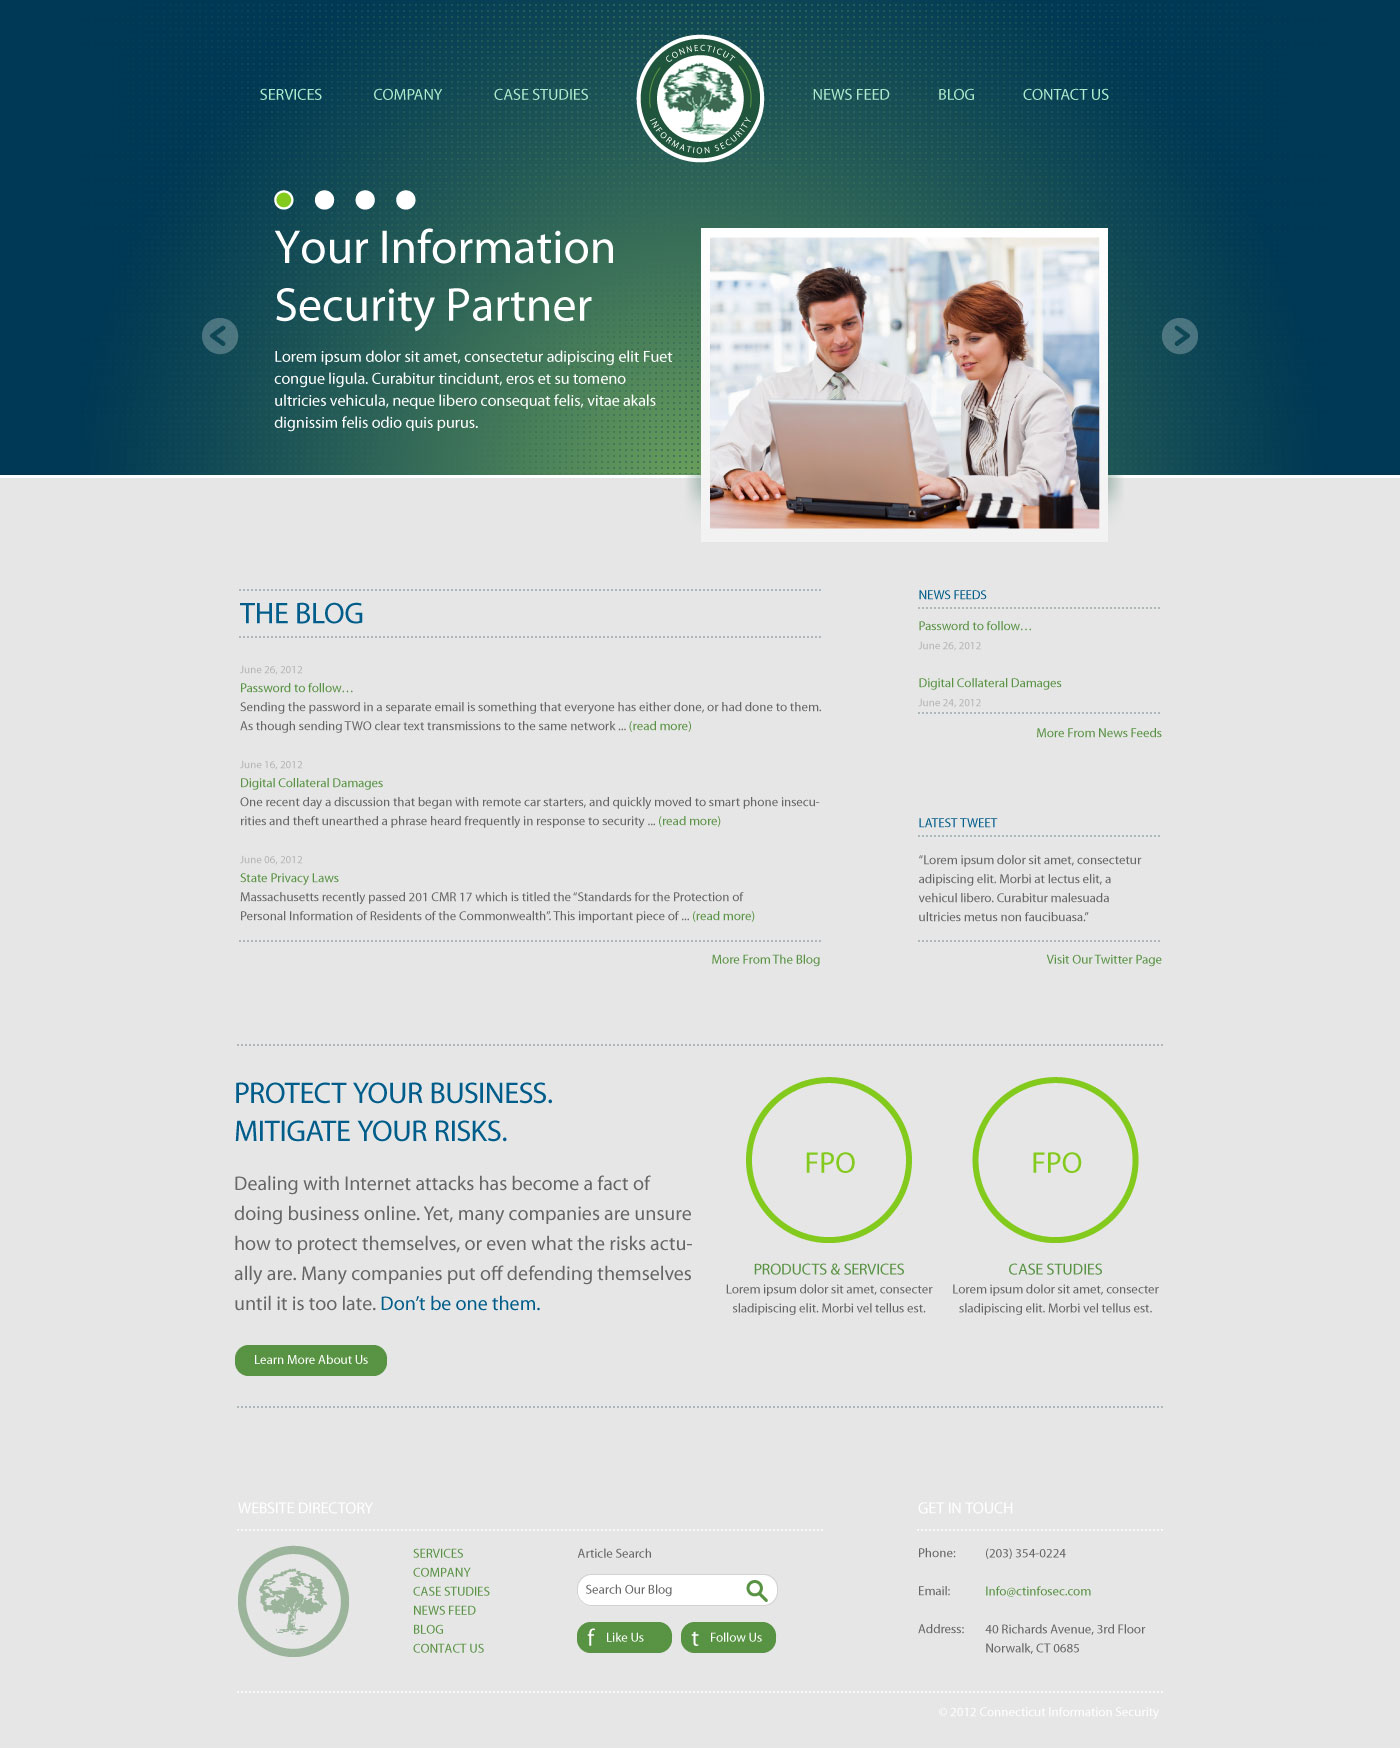 SERVICES
COMPANY
CASE STUDIES
CONNECTICUT
INFORMATION SECURITY
NEWS FEED
BLOG
CONTACT US
Your Information
Security Partner
Lorem ipsum dolor sit amet, consectetur adipiscing elit Fuet
congue ligula. Curabitur tincidunt, eros et su tomeno
ultricies vehicula, neque libero consequat felis, vitae akals
dignissim felis odio quis purus.
THE BLOG
June 26, 2012
Password to follow…
Sending the password in a separate email is something that everyone has either done, or had done to them.
As though sending TWO clear text transmissions to the same network ... (read more)
June 16, 2012
Digital Collateral Damages
One recent day a discussion that began with remote car starters, and quickly moved to smart phone insecu-
rities and theft unearthed a phrase heard frequently in response to security ... (read more)
June 06, 2012
State Privacy Laws
Massachusetts recently passed 201 CMR 17 which is titled the “Standards for the Protection of
Personal Information of Residents of the Commonwealth”. This important piece of ... (read more)
More From The Blog
NEWS FEEDS
Password to follow…
June 26, 2012
Digital Collateral Damages
June 24, 2012
More From News Feeds
LATEST TWEET
“Lorem ipsum dolor sit amet, consectetur
adipiscing elit. Morbi at lectus elit, a
vehicul libero. Curabitur malesuada
ultricies metus non faucibuasa.”
Visit Our Twitter Page
PROTECT YOUR BUSINESS.
MITIGATE YOUR RISKS.
Dealing with Internet attacks has become a fact of
doing business online. Yet, many companies are unsure
how to protect themselves, or even what the risks actu-
ally are. Many companies put off defending themselves
until it is too late. Don’t be one them.
Learn More About Us
FPO
PRODUCTS & SERVICES
Lorem ipsum dolor sit amet, consecter
sladipiscing elit. Morbi vel tellus est.
FPO
CASE STUDIES
Lorem ipsum dolor sit amet, consecter
sladipiscing elit. Morbi vel tellus est.
WEBSITE DIRECTORY
SERVICES
COMPANY
CASE STUDIES
NEWS FEED
BLOG
CONTACT US
Article Search
Search Our Blog
f Like Us
t Follow Us
GET IN TOUCH
Phone: (203) 354-0224
Email: Info@ctinfosec.com
Address: 40 Richards Avenue, 3rd Floor
Norwalk, CT 0685
© 2012 Connecticut Information Security